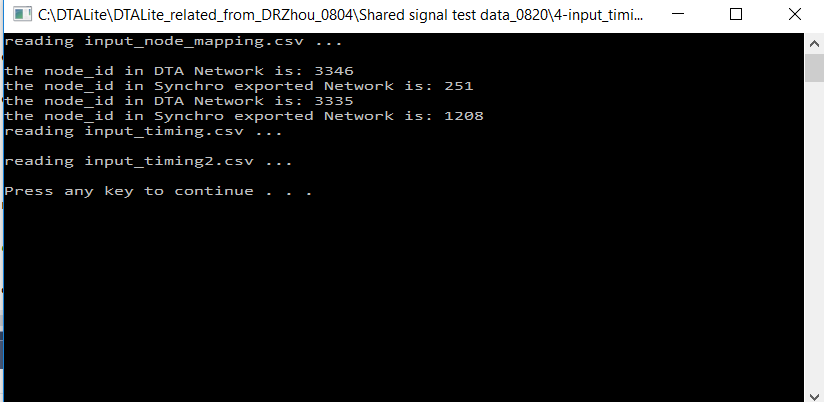 C:\DTALite\DTALite_related_from_DRZhou_0804\Shared signal test data_0820\4-input_timi...
reading input_node_mapping.csv ...
the node_id in DTA Network is: 3346
the node_id in Synchro exported Network is: 251
the node_id in DTA Network is: 3335
the node_id in Synchro exported Network is: 1208
reading input_timing.csv ...
reading input_timing2.csv ...
Press any key to continue . . .